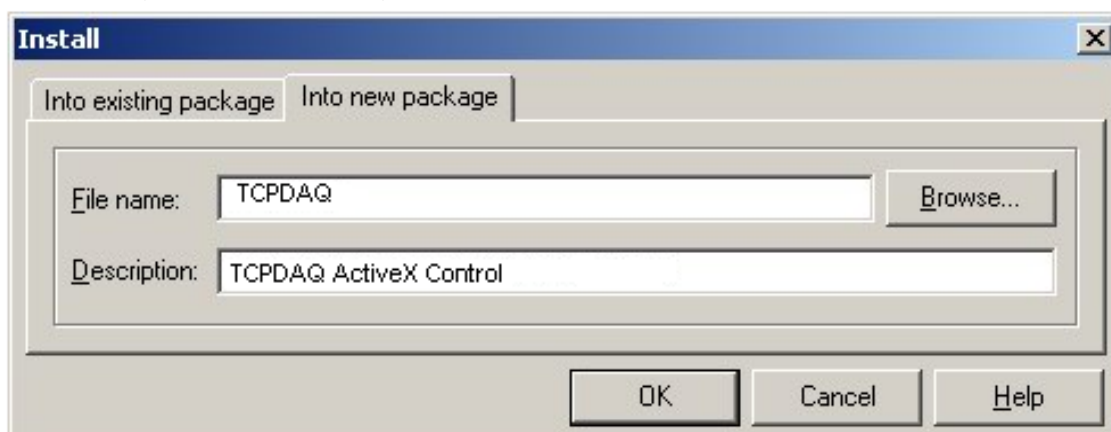 Install
Into existing package Into new package
File name: TCPDAQ Browse...
Description: TCPDAQ ActiveX Control
OK Cancel Help